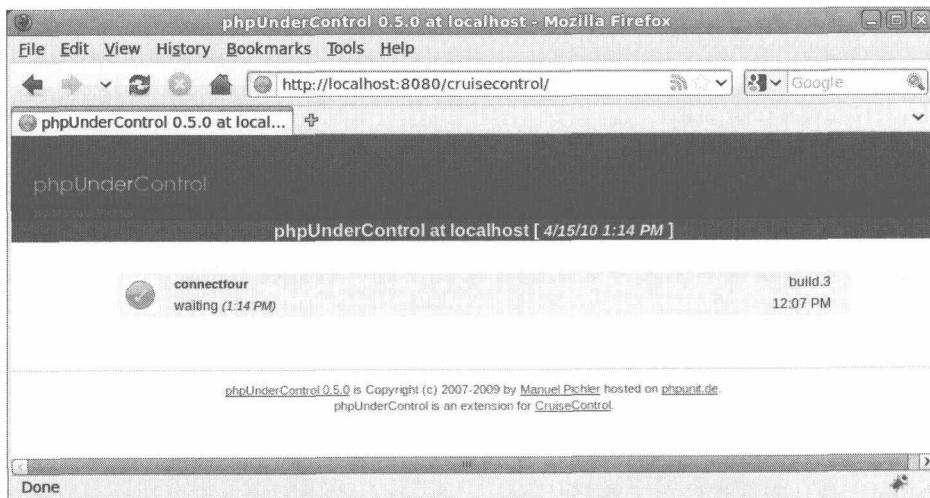 phpUnderControl 0.5.0 at localhost - Mozilla Firefox
File Edit View History Bookmarks Tools Help
http://localhost:8080/cruisecontrol/
Google
phpUnderControl 0.5.0 at local...
phpUnderControl
by Manuel Pichler
phpUnderControl at localhost [ 4/15/10 1:14 PM ]
connectfour
build.3
waiting (1:14 PM)
12:07 PM
phpUnderControl 0.5.0 is Copyright (c) 2007-2009 by Manuel Pichler hosted on phpunit.de.
phpUnderControl is an extension for CruiseControl.
Done